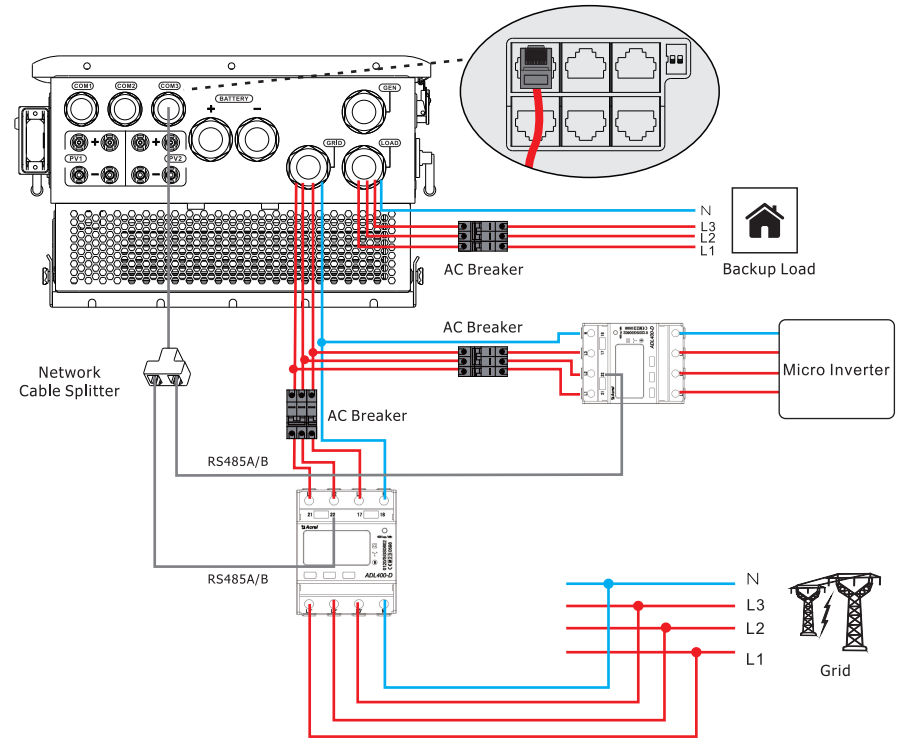 COM1
COM2
COM3
BATTERY
+
−
GEN
GRID
LOAD
+
+
PV1
PV2
−
−
N
L3
L2
L1
AC Breaker
Backup Load
AC Breaker
ADL400-D
Micro Inverter
Network
Cable Splitter
AC Breaker
RS485A/B
21
22
17
18
Acrel
ADL400-D
RS485A/B
N
L3
L2
L1
Grid